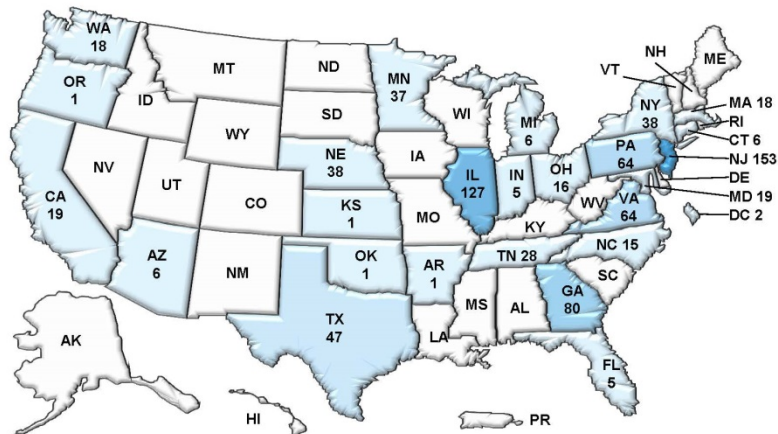 WA
18
OR
1
CA
19
NV
ID
MT
WY
UT
AZ
6
CO
NM
ND
SD
NE
38
KS
1
OK
1
TX
47
MN
37
IA
MO
AR
1
LA
WI
IL
127
MI
6
IN
5
OH
16
KY
TN 28
MS
AL
GA
80
FL
5
SC
NC 15
VA
64
WV
PA
64
NY
38
VT
NH
ME
MA 18
RI
CT 6
NJ 153
DE
MD 19
DC 2
AK
HI
PR